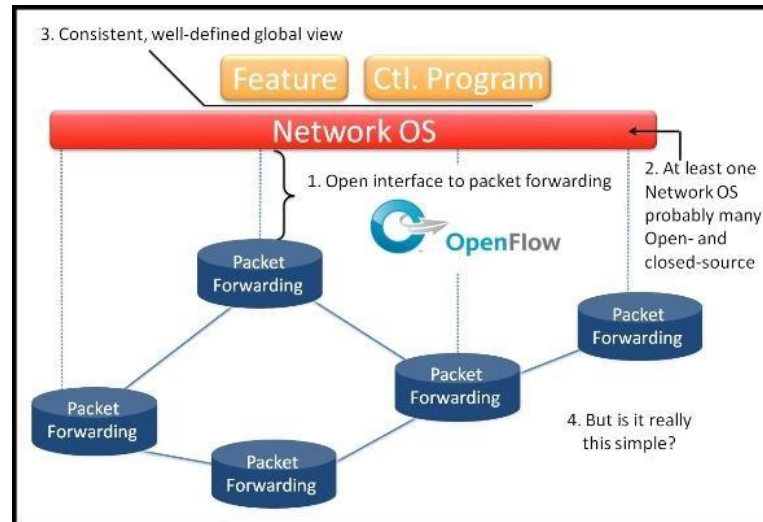 3. Consistent, well-defined global view
Feature
Ctl. Program
Network OS
1. Open interface to packet forwarding
2. At least one
Network OS
probably many
Open- and
closed-source
OpenFlow
Packet
Forwarding
Packet
Forwarding
Packet
Forwarding
Packet
Forwarding
Packet
Forwarding
4. But is it really
this simple?